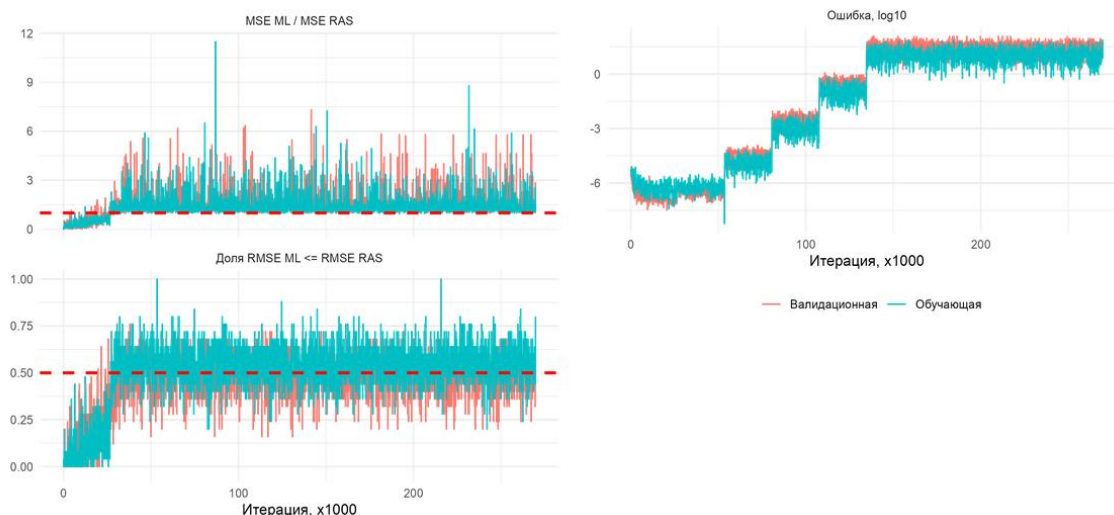 MSE ML / MSE RAS
12
9
6
3
0
Доля RMSE ML <= RMSE RAS
1.00
0.75
0.50
0.25
0.00
0 100 200
Итерация, x1000
Ошибка, log10
0
-3
-6
0 100 200
Итерация, x1000
Валидационная Обучающая